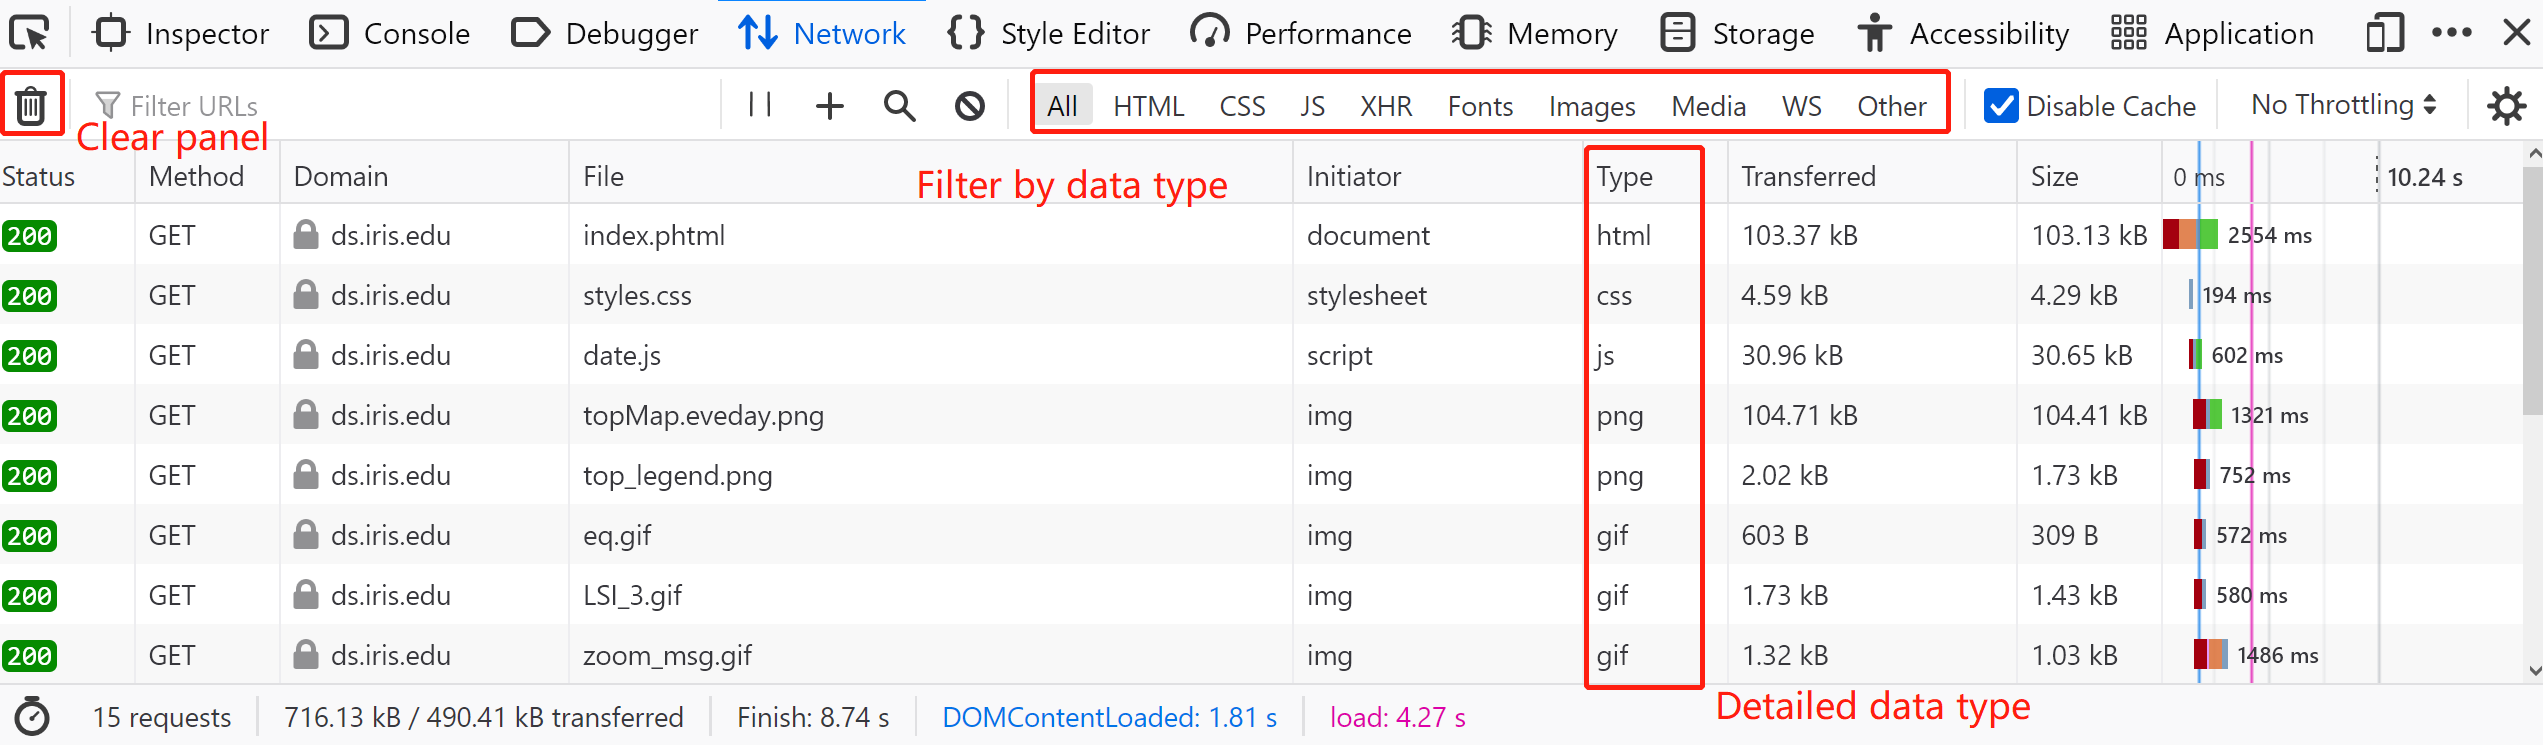 Inspector Console Debugger Network Style Editor Performance Memory Storage Accessibility Application
Filter URLs All HTML CSS JS XHR Fonts Images Media WS Other Disable Cache No Throttling
Clear panel
Status Method Domain File Filter by data type Initiator Type Transferred Size 0 ms 10.24 s
200 GET ds.iris.edu index.phtml document html 103.37 kB 103.13 kB 2554 ms
200 GET ds.iris.edu styles.css stylesheet css 4.59 kB 4.29 kB 194 ms
200 GET ds.iris.edu date.js script js 30.96 kB 30.65 kB 602 ms
200 GET ds.iris.edu topMap.eveday.png img png 104.71 kB 104.41 kB 1321 ms
200 GET ds.iris.edu top_legend.png img png 2.02 kB 1.73 kB 752 ms
200 GET ds.iris.edu eq.gif img gif 603 B 309 B 572 ms
200 GET ds.iris.edu LSI_3.gif img gif 1.73 kB 1.43 kB 580 ms
200 GET ds.iris.edu zoom_msg.gif img gif 1.32 kB 1.03 kB 1486 ms
15 requests 716.13 kB / 490.41 kB transferred Finish: 8.74 s DOMContentLoaded: 1.81 s load: 4.27 s Detailed data type